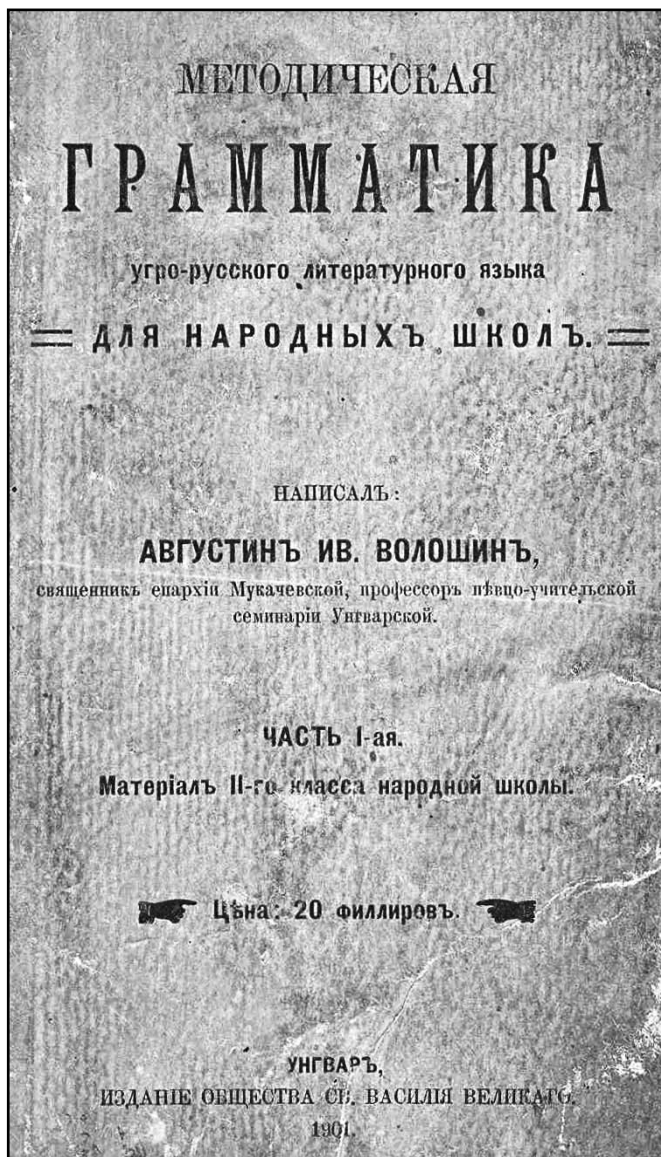 МЕТОДИЧЕСКАЯ
ГРАММАТИКА
угро-русского литературного языка
ДЛЯ НАРОДНЫХЪ ШКОЛЪ.
НАПИСАЛЪ:
АВГУСТИНЪ ИВ. ВОЛОШИНЪ,
священникъ епархіи Мукачевской, профессоръ пѣвцо-учительской
семинаріи Унгварской.
ЧАСТЬ I-ая.
Матеріалъ II-го класса народной школы.
Цѣна: 20 филлировъ.
УНГВАРЪ,
ИЗДАНІЕ ОБЩЕСТВА СВ. ВАСИЛІЯ ВЕЛИКАГО.
1901.